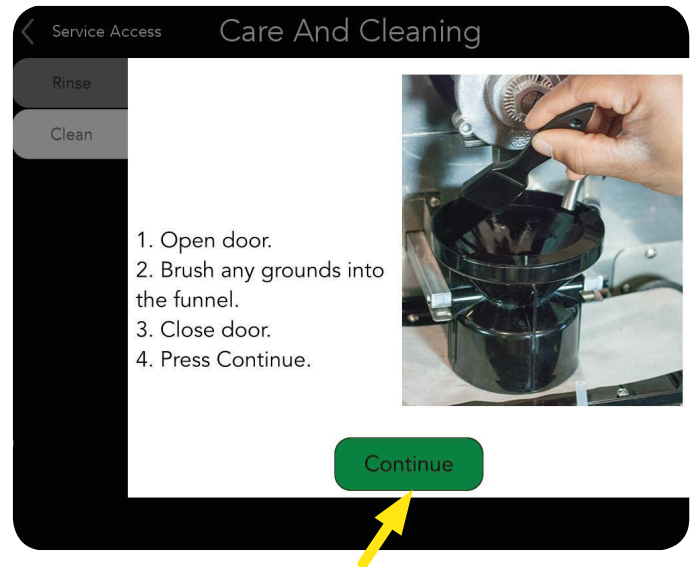 Service Access
Care And Cleaning
Rinse
Clean
1. Open door.
2. Brush any grounds into
the funnel.
3. Close door.
4. Press Continue.
Continue